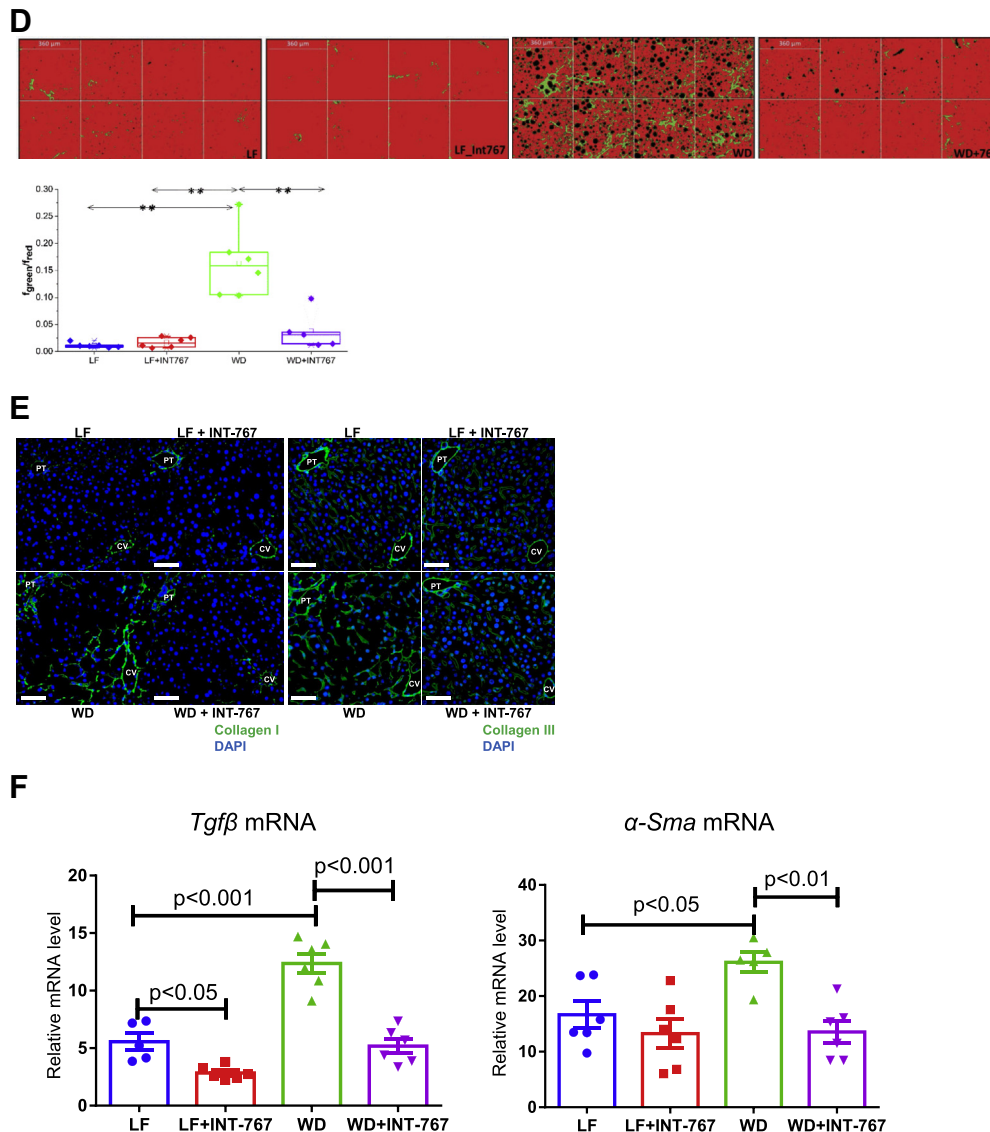 D
360 µm 360 µm 360 µm 360 µm
LF LF_Int767 WD WD+76
** **
**
0.30
0.25
0.20
0.15
0.10
0.05
0.00
fgreen/fred
LF LF+INT767 WD WD+INT767
E
LF LF + INT-767 LF LF + INT-767
PT PT PT PT
CV CV CV CV
PT PT PT PT
CV CV CV CV
WD WD + INT-767 WD WD + INT-767
Collagen I Collagen III
DAPI DAPI
F
Tgfβ mRNA
Relative mRNA level
20
15
10
5
0
p<0.001
p<0.001
p<0.05
LF LF+INT-767 WD WD+INT-767
α-Sma mRNA
Relative mRNA level
40
30
20
10
0
p<0.01
p<0.05
LF LF+INT-767 WD WD+INT-767